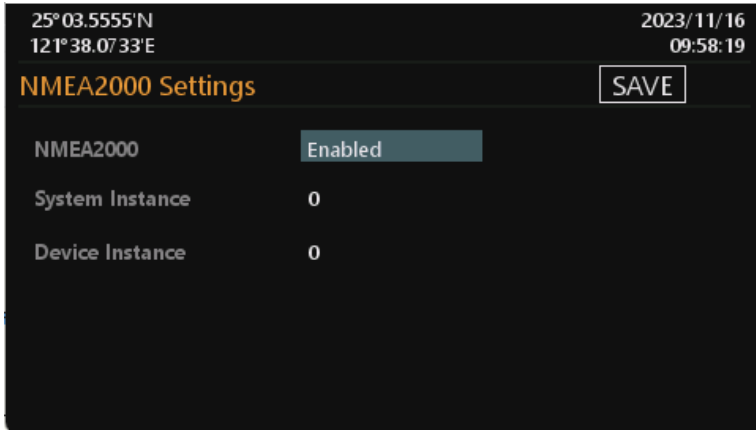 25°03.5555'N
2023/11/16
121°38.0733'E
09:58:19
NMEA2000 Settings
SAVE
NMEA2000
Enabled
System Instance
0
Device Instance
0